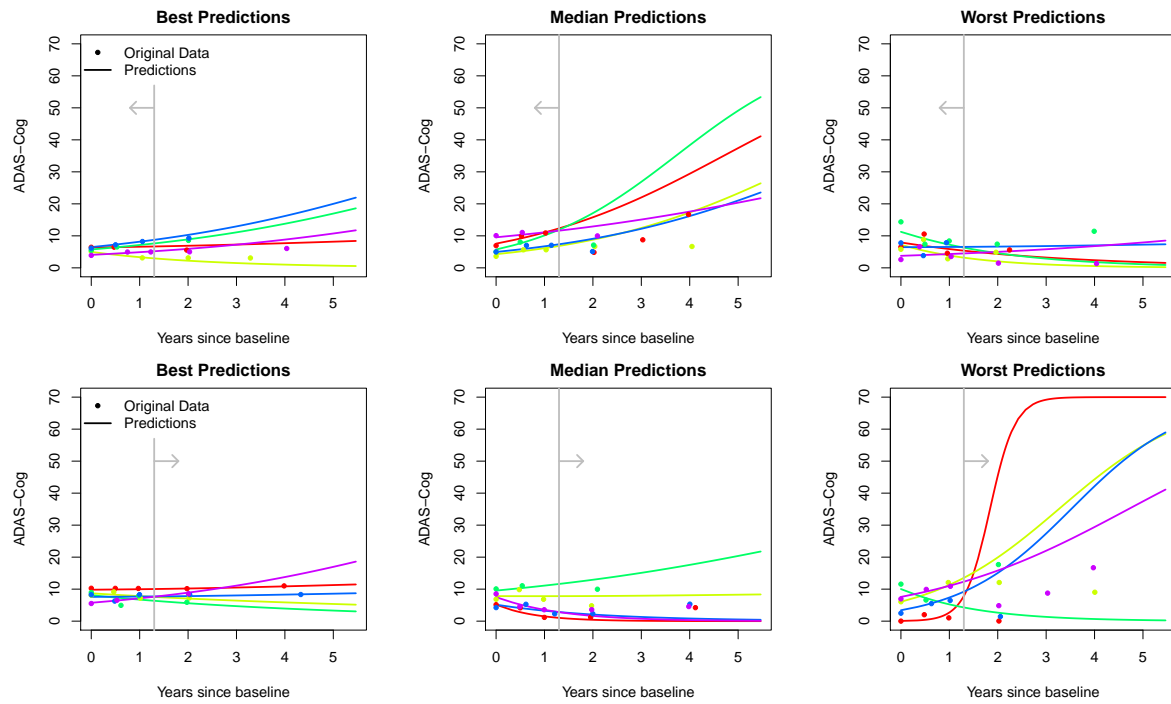 Best Predictions
Median Predictions
Worst Predictions
ADAS−Cog
70
60
50
40
30
20
10
0
Original Data
Predictions
0 1 2 3 4 5
Years since baseline
ADAS−Cog
70
60
50
40
30
20
10
0
0 1 2 3 4 5
Years since baseline
ADAS−Cog
70
60
50
40
30
20
10
0
0 1 2 3 4 5
Years since baseline
Best Predictions
Median Predictions
Worst Predictions
ADAS−Cog
70
60
50
40
30
20
10
0
Original Data
Predictions
0 1 2 3 4 5
Years since baseline
ADAS−Cog
70
60
50
40
30
20
10
0
0 1 2 3 4 5
Years since baseline
ADAS−Cog
70
60
50
40
30
20
10
0
0 1 2 3 4 5
Years since baseline